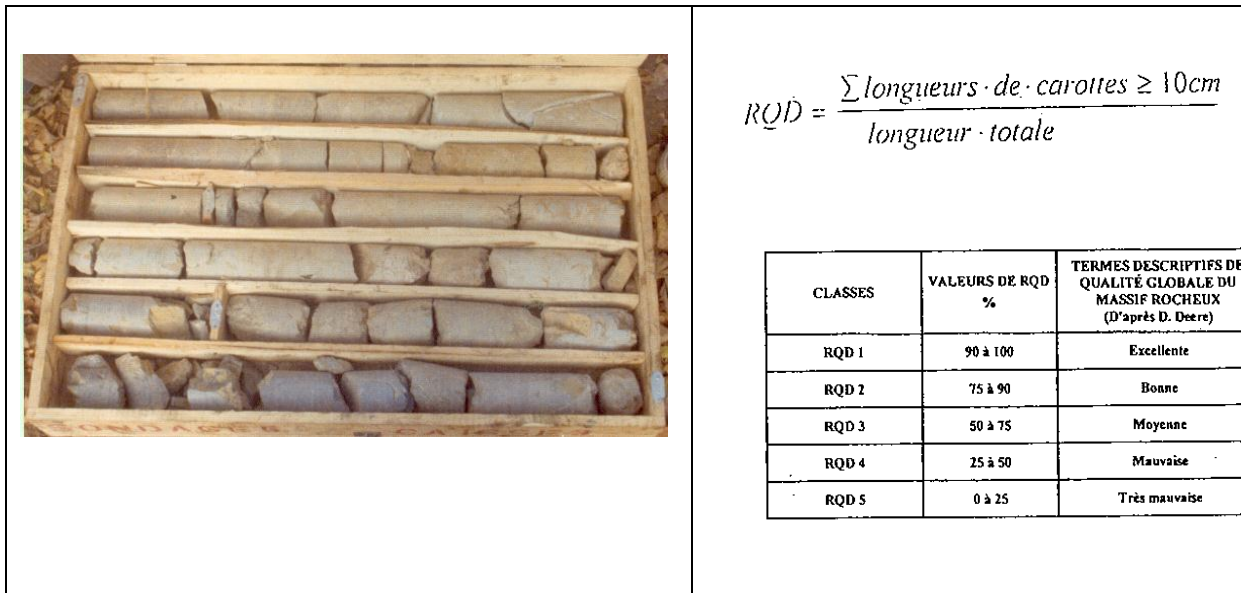 RQD = ∑ longueurs · de · carottes ≥ 10cm
longueur · totale
CLASSES
VALEURS DE RQD
%
TERMES DESCRIPTIFS DE
QUALITÉ GLOBALE DU
MASSIF ROCHEUX
(D'après D. Deere)
RQD 1 90 à 100 Excellente
RQD 2 75 à 90 Bonne
RQD 3 50 à 75 Moyenne
RQD 4 25 à 50 Mauvaise
RQD 5 0 à 25 Très mauvaise